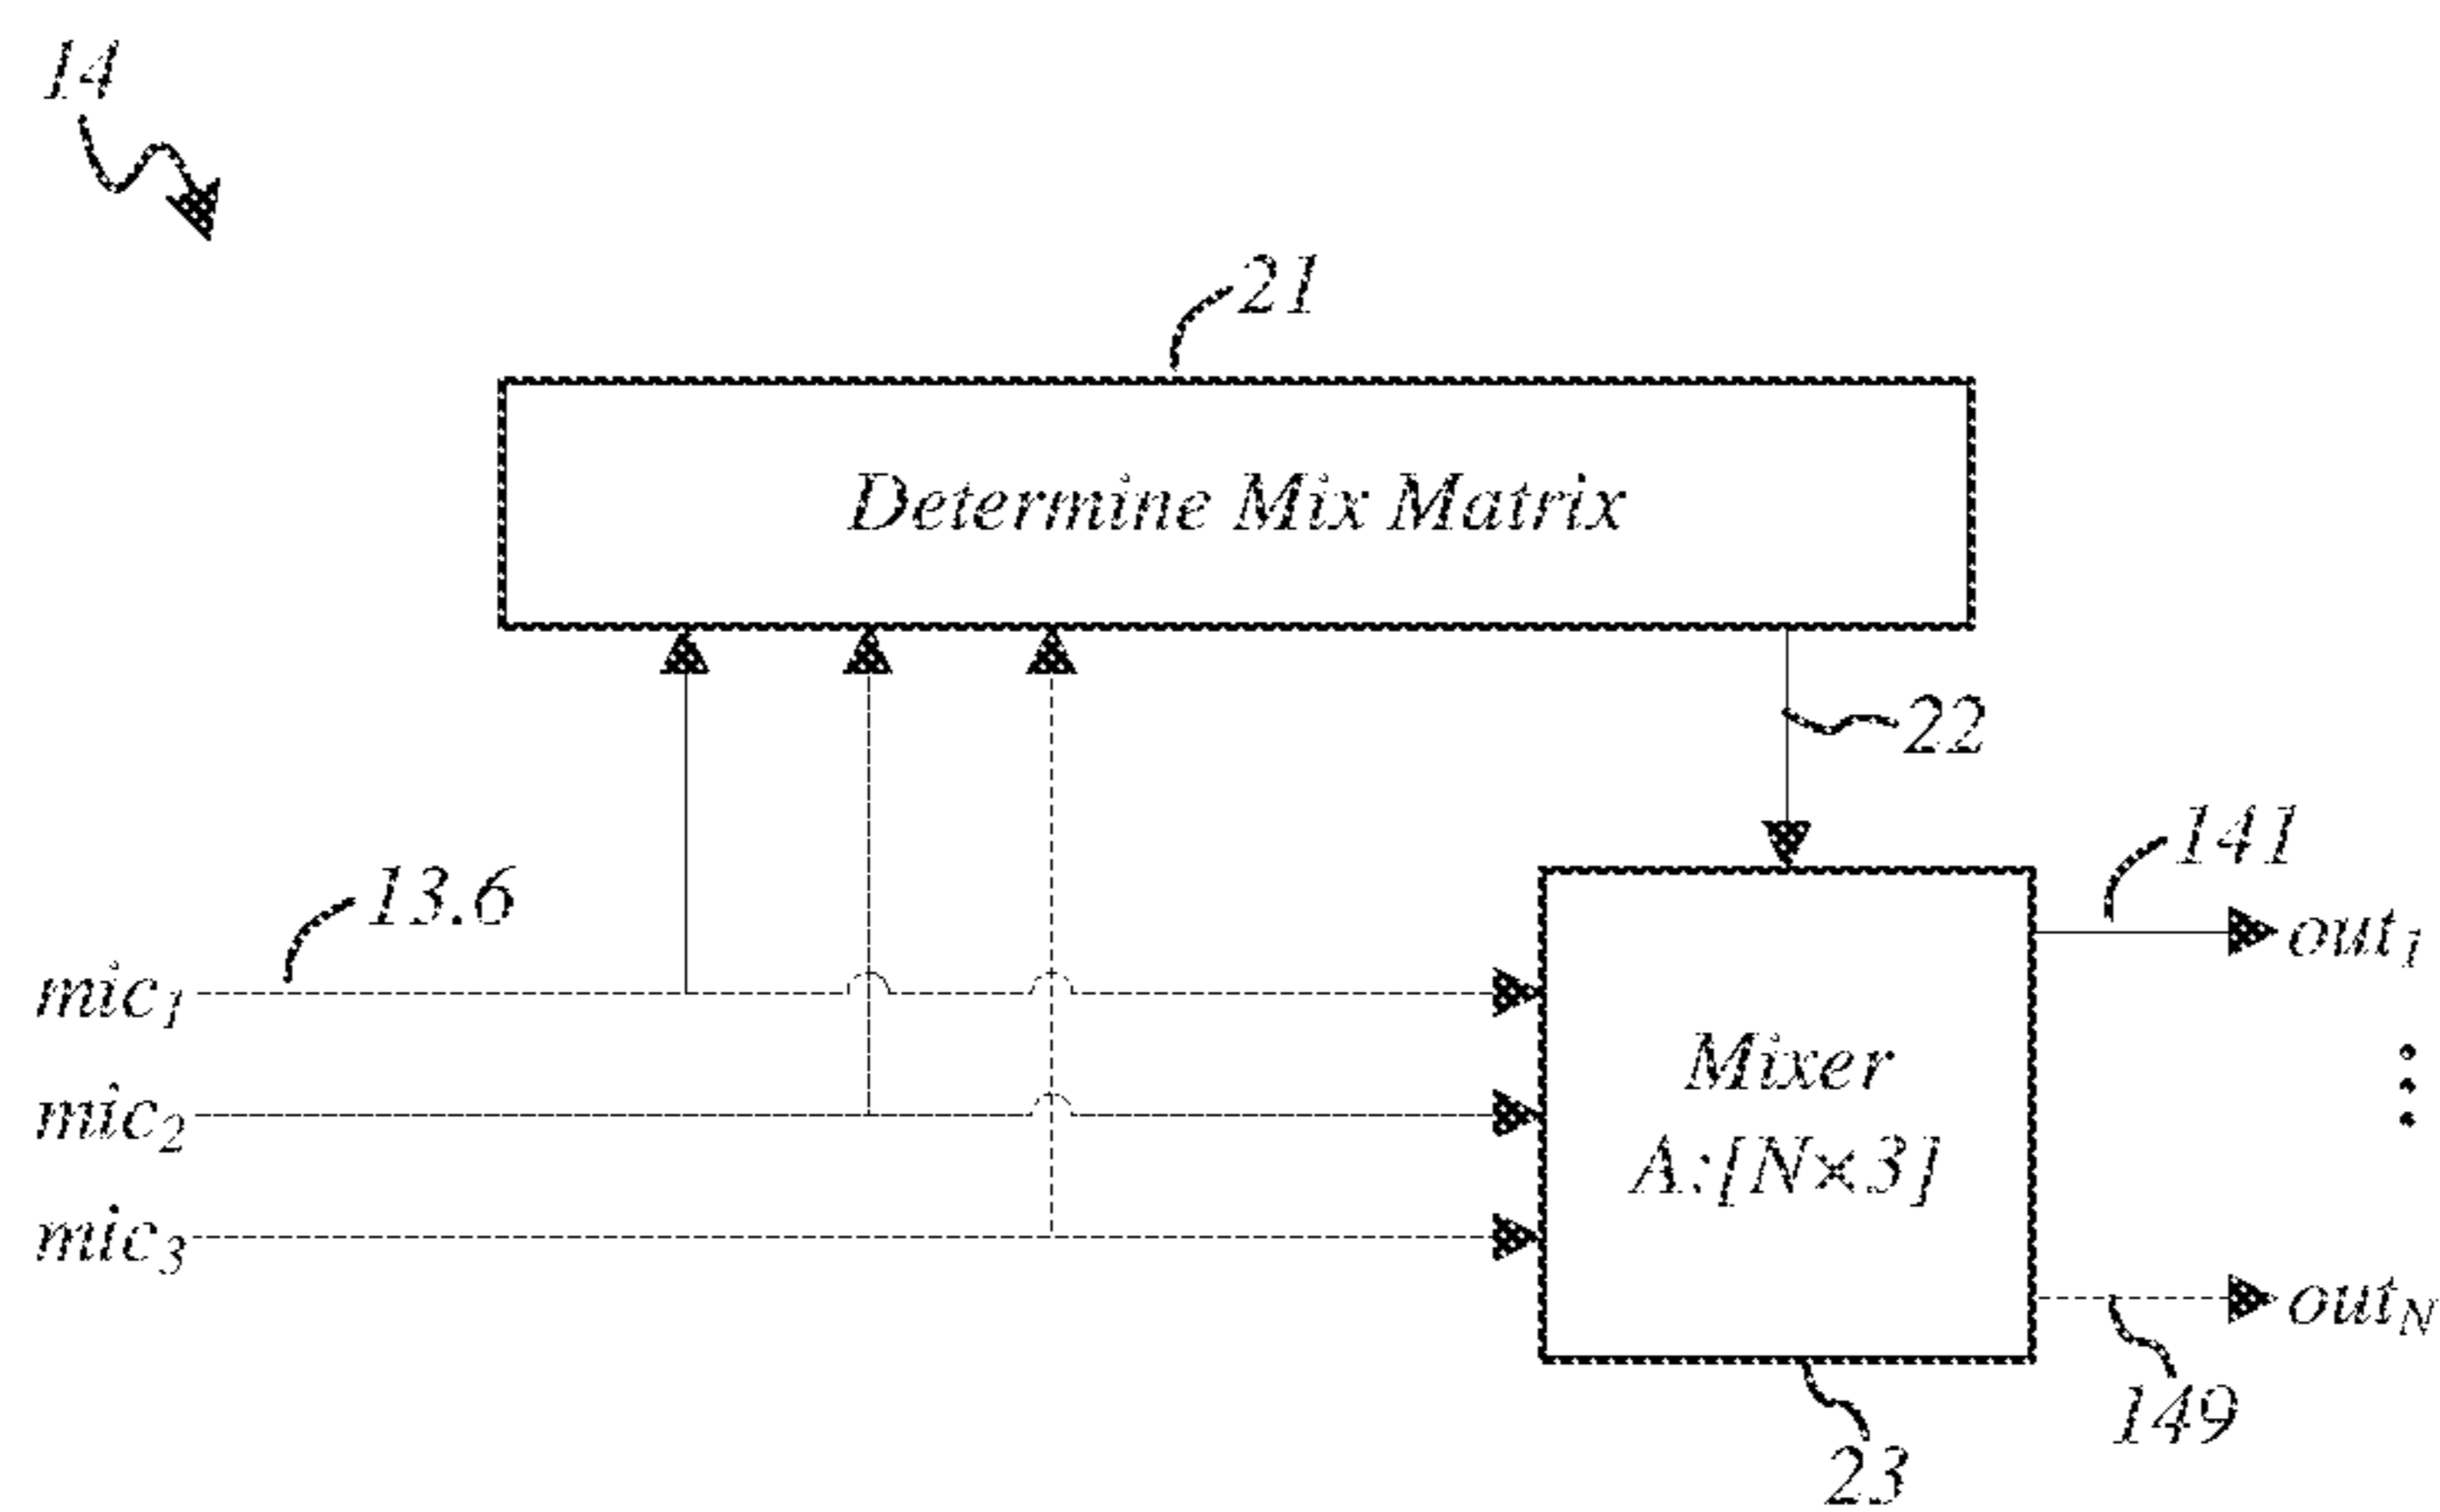 14
21
Determine Mix Matrix
22
141
13.6
out1
mic1
Mixer
mic2
A:[N×3]
mic3
outN
149
23